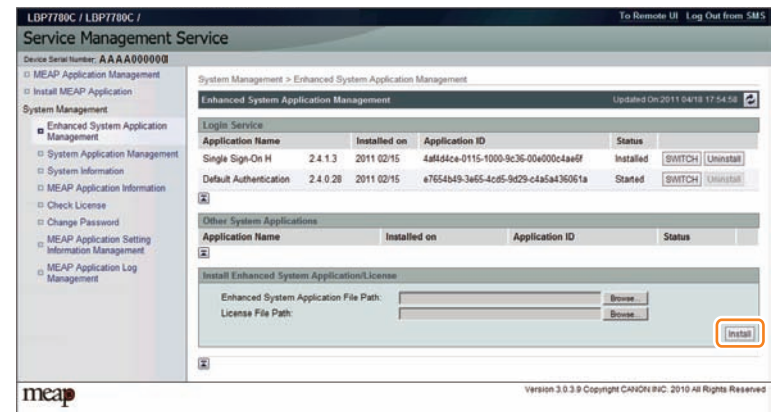 LBP7780C / LBP7780C /
To Remote UI Log Out from SMS
Service Management Service
Device Serial Number: AAAA000000
MEAP Application Management
Install MEAP Application
System Management
Enhanced System Application
Management
System Application Management
System Information
MEAP Application Information
Check License
Change Password
MEAP Application Setting
Information Management
MEAP Application Log
Management
System Management > Enhanced System Application Management
Enhanced System Application Management
Updated On:2011 04/18 17:54:58
Login Service
Application Name Installed on Application ID Status
Single Sign-On H 2.4.1.3 2011 02/15 4af4d4ce-0115-1000-9c36-00e000c4ae6f Installed SWITCH Uninstall
Default Authentication 2.4.0.28 2011 02/15 e7654b49-3e65-4cd5-9d29-c4a5a436061a Started SWITCH Uninstall
Other System Applications
Application Name Installed on Application ID Status
Install Enhanced System Application/License
Enhanced System Application File Path: Browse...
License File Path: Browse...
Install
meap
Version 3.0.3.9 Copyright CANON INC. 2010 All Rights Reserved